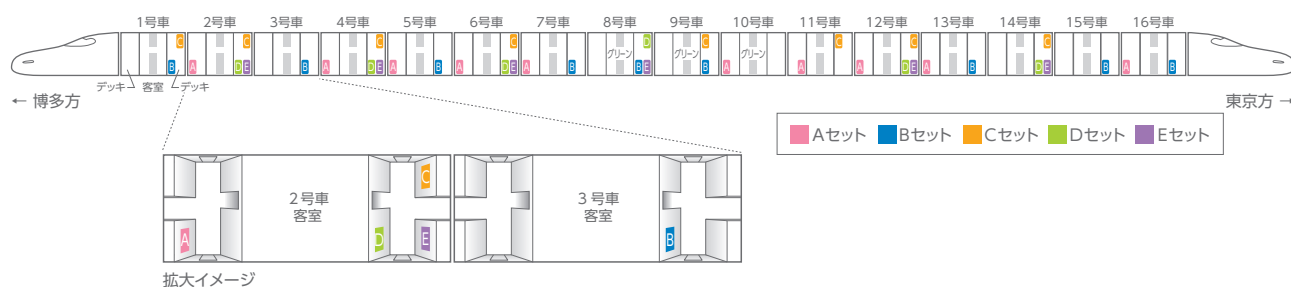 1号車 2号車 3号車 4号車 5号車 6号車 7号車 8号車 9号車 10号車 11号車 12号車 13号車 14号車 15号車 16号車
C C C C D C C C C
グリーン グリーン グリーン
B A D E B A D E A B A D E A B B E B A A A D E A B D E B A B
デッキ 客室 デッキ
← 博多方 東京方 →
Aセット Bセット Cセット Dセット Eセット
2号車
客室
3号車
客室
C
A D E B
拡大イメージ